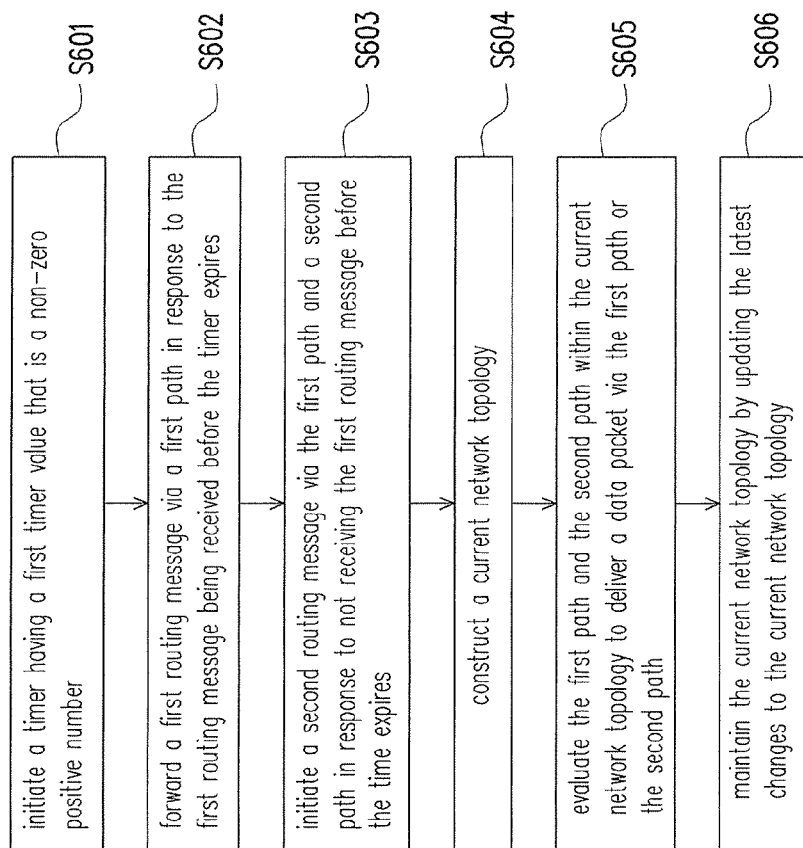 initiate a timer having a first timer value that is a non-zero
positive number
S601
forward a first routing message via a first path in response to the
first routing message being received before the timer expires
S602
initiate a second routing message via the first path and a second
path in response to not receiving the first routing message before
the time expires
S603
construct a current network topology
S604
evaluate the first path and the second path within the current
network topology to deliver a data packet via the first path or
the second path
S605
maintain the current network topology by updating the latest
changes to the current network topology
S606